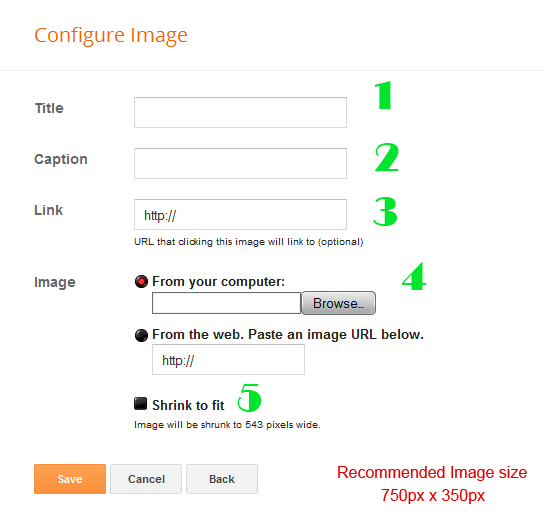 Configure Image
Title
1
Caption
2
Link
http://
3
URL that clicking this image will link to (optional)
Image
From your computer:
4
Browse...
From the web. Paste an image URL below.
http://
Shrink to fit
5
Image will be shrunk to 543 pixels wide.
Save
Cancel
Back
Recommended Image size
750px x 350px